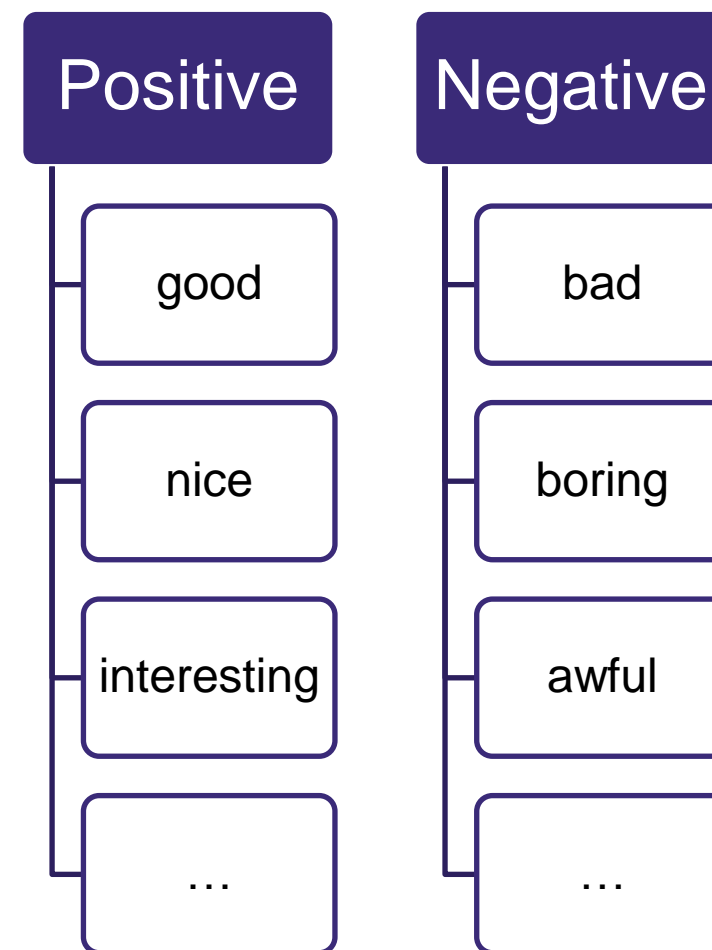 Positive
good
nice
interesting
…
Negative
bad
boring
awful
…